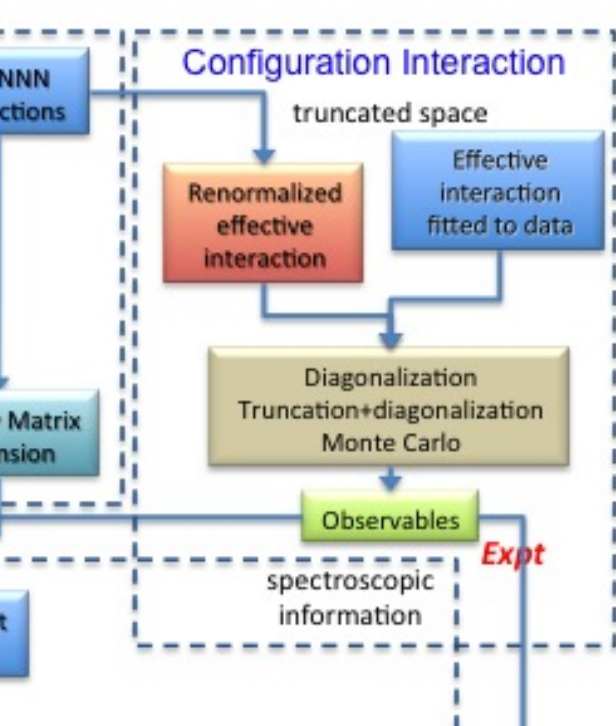 Configuration Interaction
NNN
ctions
truncated space
Renormalized
effective
interaction
Effective
interaction
fitted to data
Diagonalization
Truncation+diagonalization
Monte Carlo
Matrix
nsion
Observables
Expt
spectroscopic
information
t